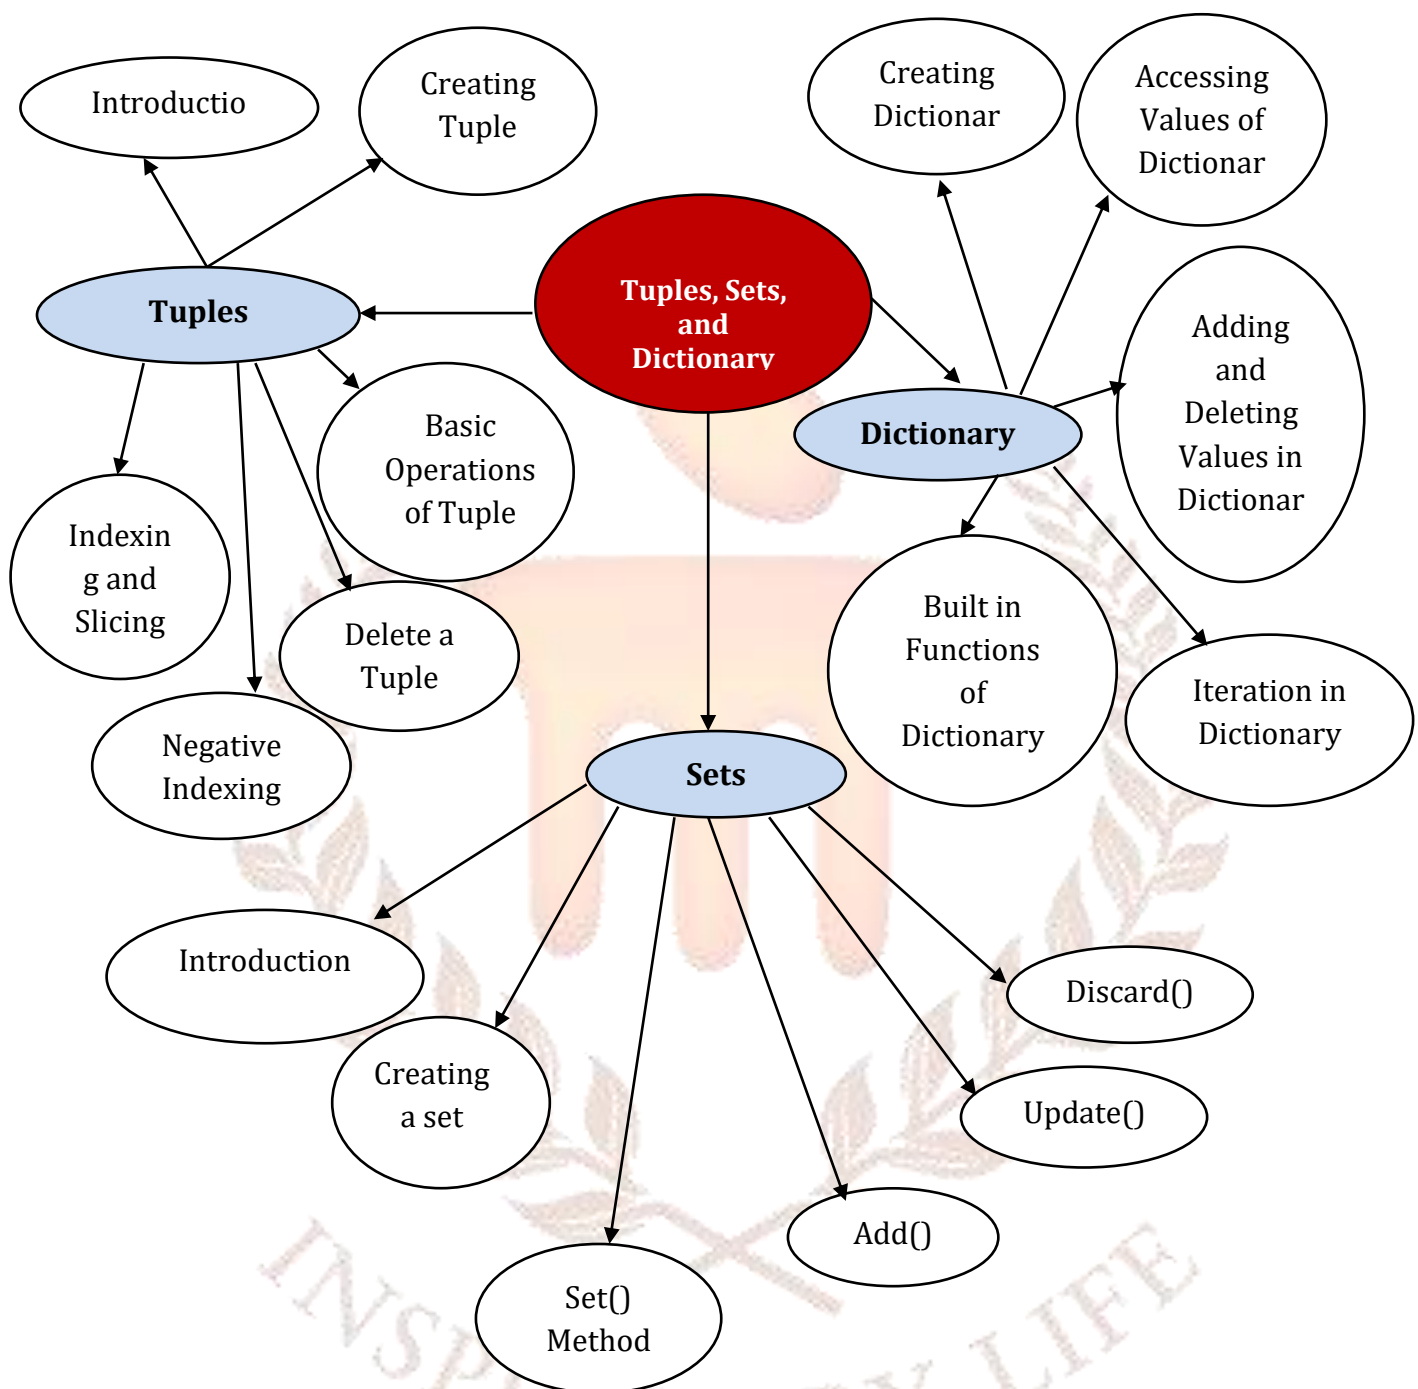 Introductio
Creating
Tuple
Creating
Dictionar
Accessing
Values of
Dictionar
Tuples, Sets,
and
Dictionary
Tuples
Dictionary
Adding
and
Deleting
Values in
Dictionar
Basic
Operations
of Tuple
Indexin
g and
Slicing
Delete a
Tuple
Built in
Functions
of
Dictionary
Iteration in
Dictionary
Negative
Indexing
Sets
Introduction
Discard()
Creating
a set
Update()
Add()
Set()
Method
LIFE